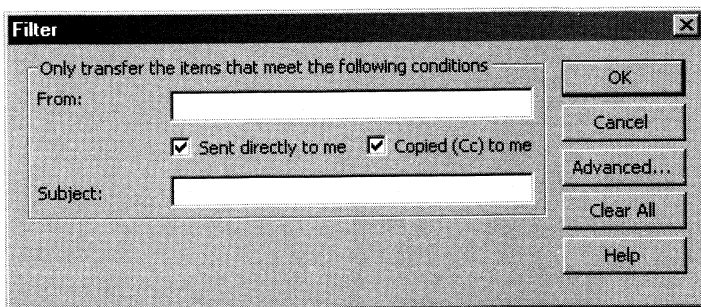 Filter
Only transfer the items that meet the following conditions
From:
Sent directly to me
Copied (Cc) to me
Subject:
OK
Cancel
Advanced...
Clear All
Help